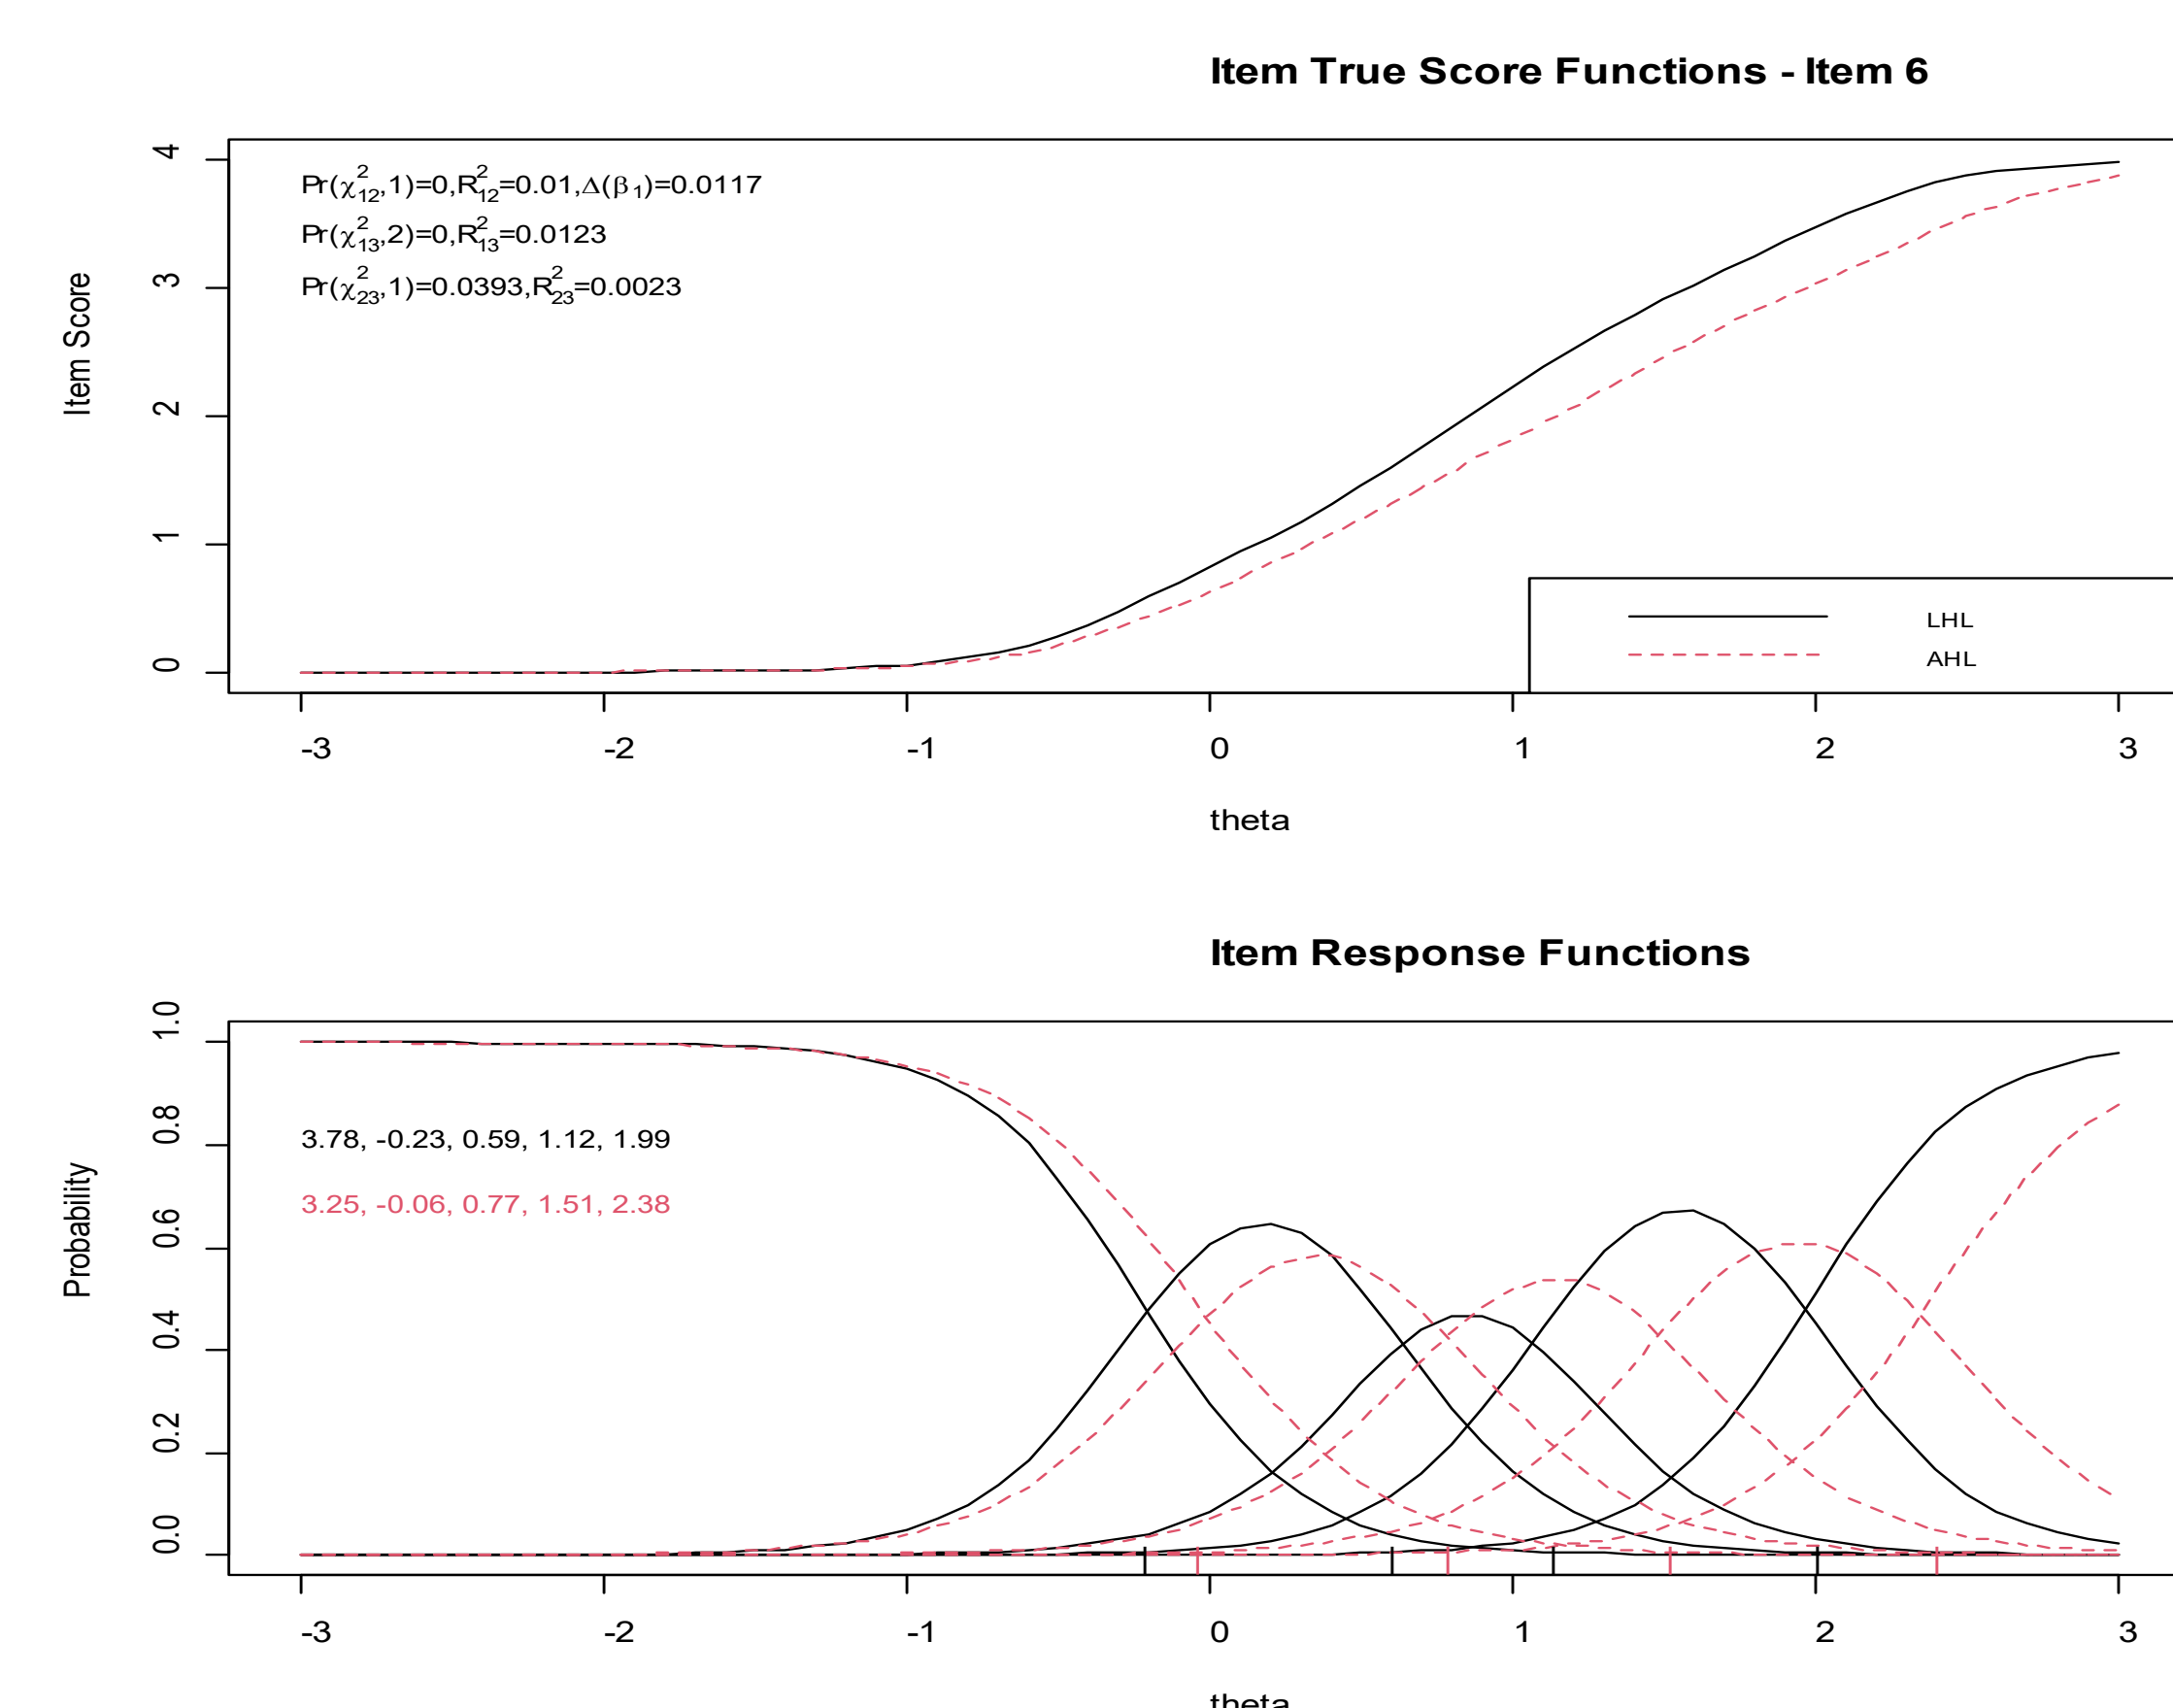 Item True Score Functions - Item 6
Item Score
4
3
2
1
0
Pr(χ²₁₂,1)=0,R²₁₂=0.01,Δ(β₁)=0.0117
Pr(χ²₁₃,2)=0,R²₁₃=0.0123
Pr(χ²₂₃,1)=0.0393,R²₂₃=0.0023
LHL
AHL
-3 -2 -1 0 1 2 3
theta
Item Response Functions
Probability
1.0
0.8
0.6
0.4
0.2
0.0
3.78, -0.23, 0.59, 1.12, 1.99
3.25, -0.06, 0.77, 1.51, 2.38
-3 -2 -1 0 1 2 3
theta